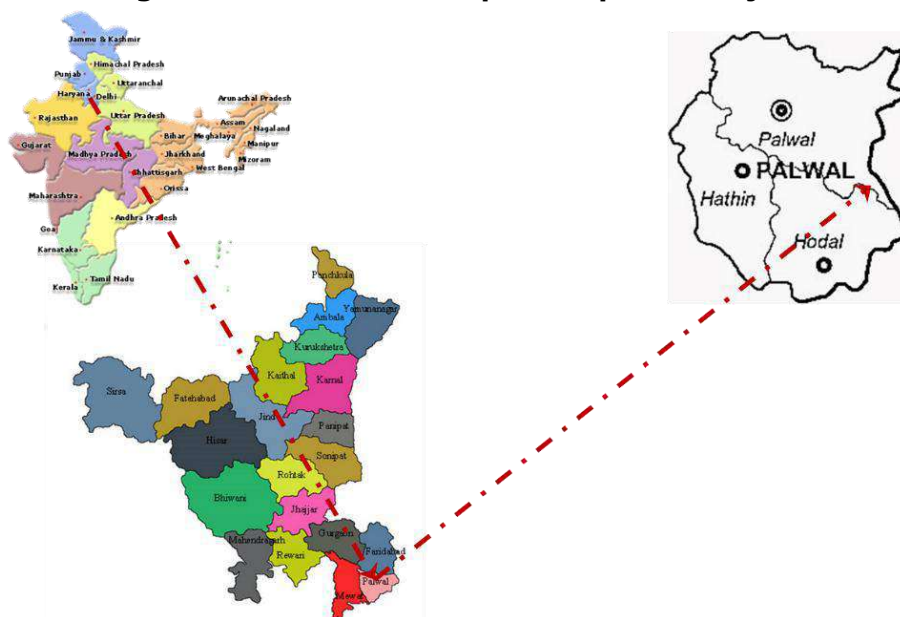 Jammu & Kashmir
Himachal Pradesh
Punjab
Uttaranchal
Haryana
Delhi
Arunachal Pradesh
Rajasthan
Uttar Pradesh
Assam
Bihar
Meghalaya
Nagaland
Gujarat
Manipur
Madhya Pradesh
Jharkhand
Mizoram
West Bengal
Chhattisgarh
Orissa
Maharashtra
Andhra Pradesh
Goa
Karnataka
Tamil Nadu
Kerala
Palwal
PALWAL
Hathin
Hodal
Panchkula
Ambala
Yamunanagar
Kurukshetra
Kaithal
Karnal
Sirsa
Fatehabad
Jind
Panipat
Hisar
Sonipat
Rohtak
Bhiwani
Jhajjar
Mahendragarh
Gurgaon
Rewari
Faridabad
Palwal
Mewat